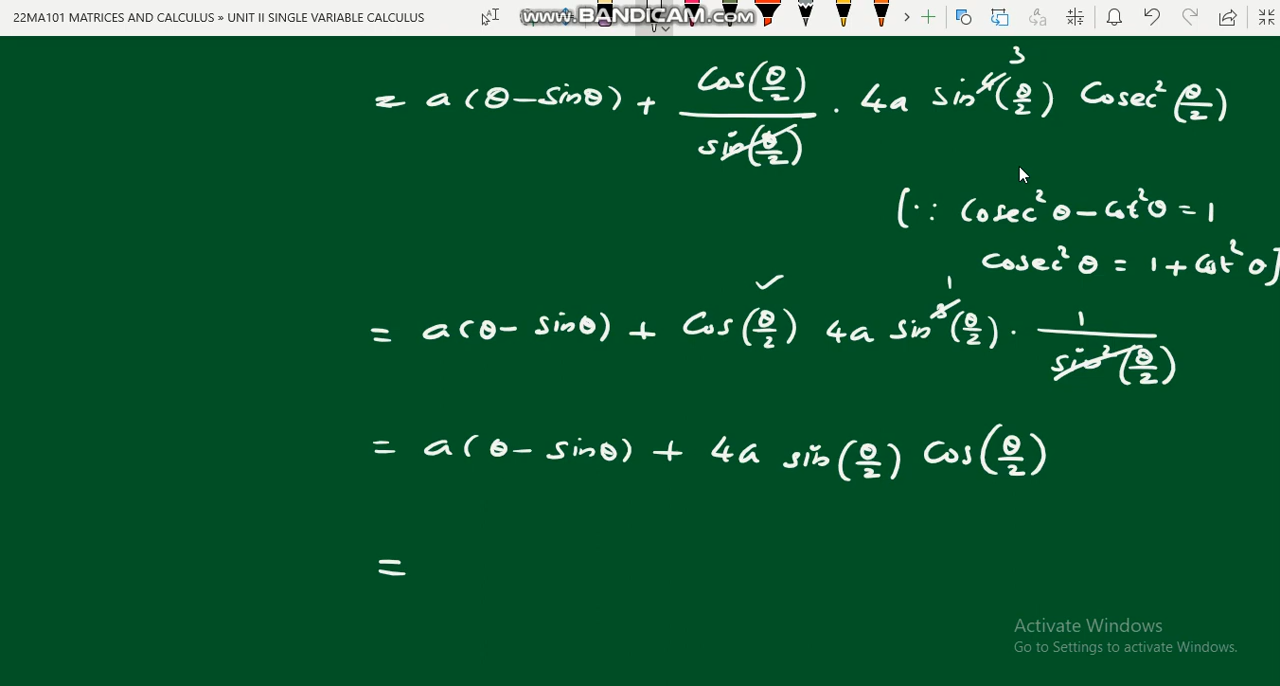 22MA101 MATRICES AND CALCULUS » UNIT II SINGLE VARIABLE CALCULUS
www.BANDICAM.com
= a(θ-sinθ) + cos(θ/2)/sin(θ/2) . 4a sin⁴(θ/2) cosec²(θ/2)
3
[∵ cosec²θ - cot²θ = 1
cosec²θ = 1 + cot²θ]
= a(θ- sinθ) + cos(θ/2) 4a sin³(θ/2) . 1/sin²(θ/2)
✓ 1
= a(θ- sinθ) + 4a sin(θ/2) cos(θ/2)
=
Activate Windows
Go to Settings to activate Windows.